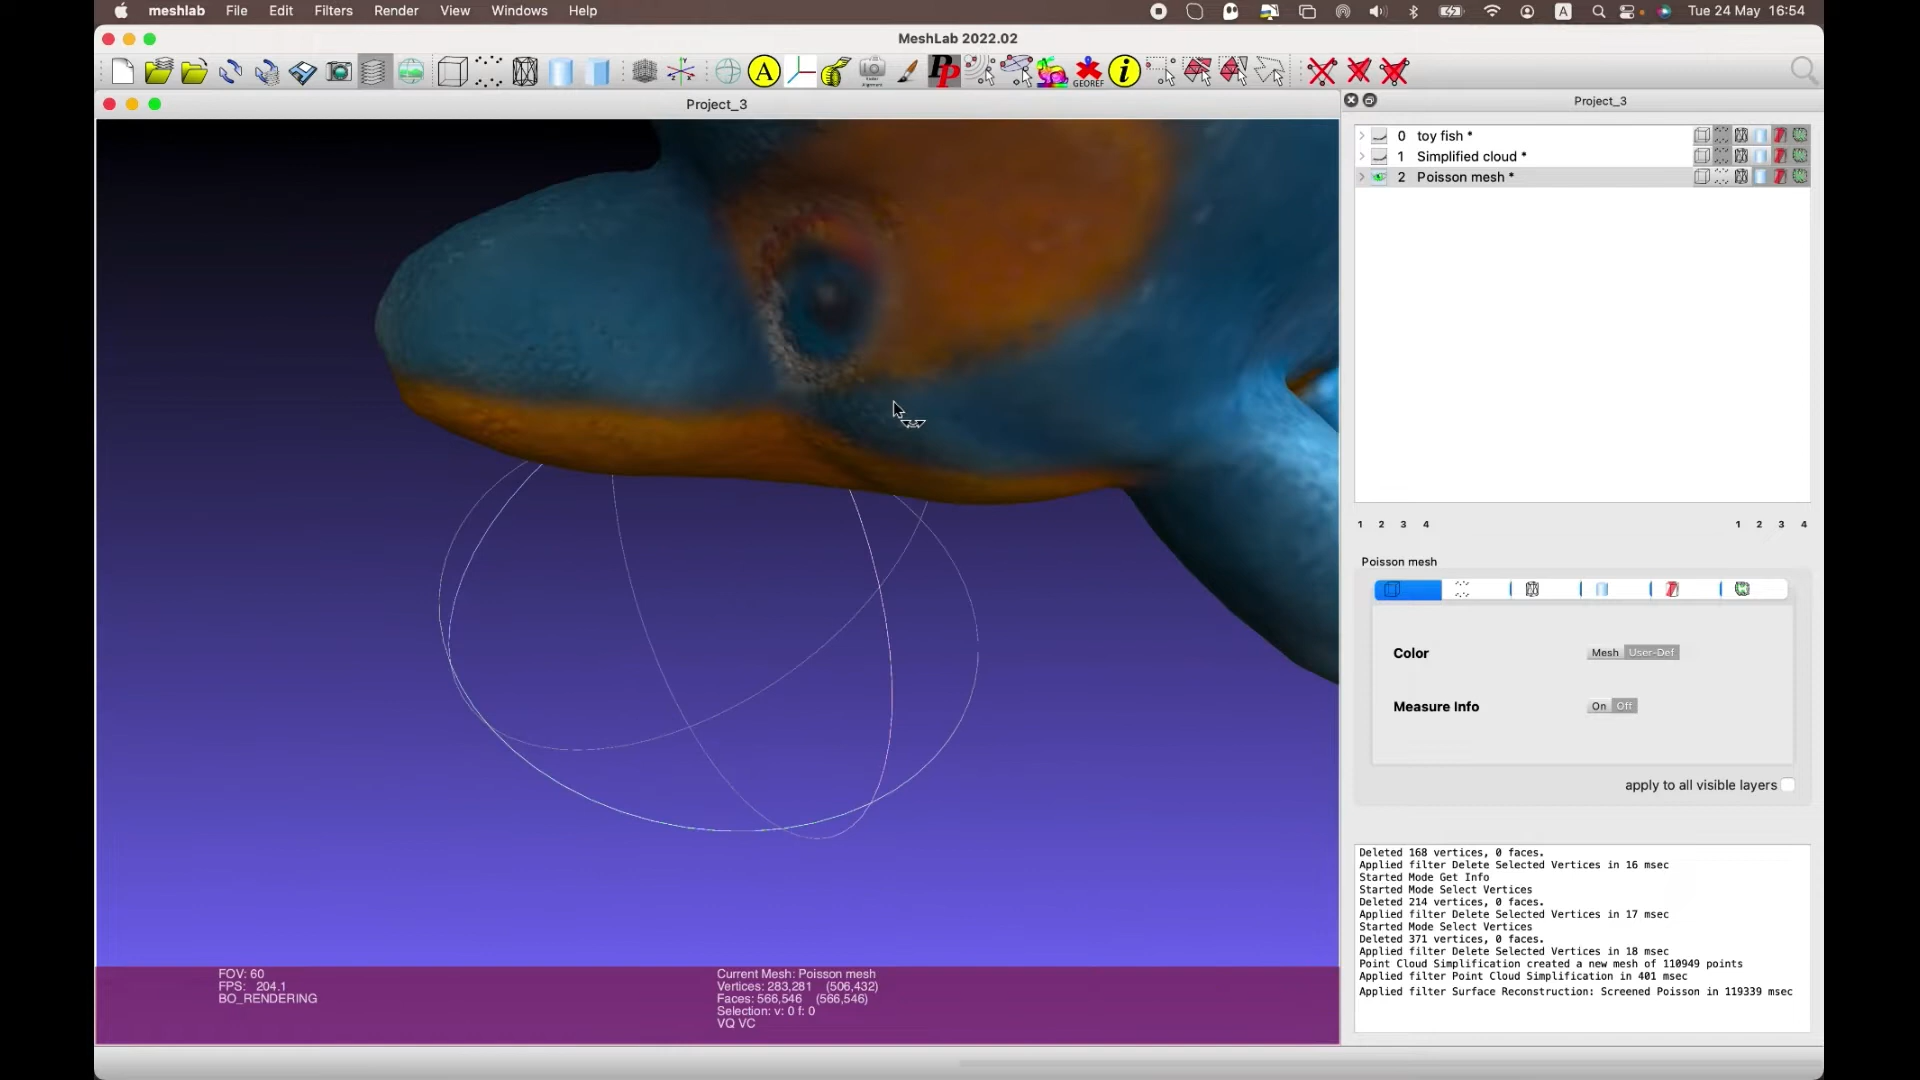 meshlab File Edit Filters Render View Windows Help
A Tue 24 May 16:54
MeshLab 2022.02
A PP GEOREF i
Project_3
Project_3
0 toy fish *
1 Simplified cloud *
2 Poisson mesh *
1 2 3 4 1 2 3 4
Poisson mesh
Color Mesh User-Def
Measure Info On Off
apply to all visible layers
Deleted 168 vertices, 0 faces.
Applied filter Delete Selected Vertices in 16 msec
Started Mode Get Info
Started Mode Select Vertices
Deleted 214 vertices, 0 faces.
Applied filter Delete Selected Vertices in 17 msec
Started Mode Select Vertices
Deleted 371 vertices, 0 faces.
Applied filter Delete Selected Vertices in 18 msec
Point Cloud Simplification created a new mesh of 110949 points
Applied filter Point Cloud Simplification in 401 msec
Applied filter Surface Reconstruction: Screened Poisson in 119339 msec
FOV: 60
FPS: 204.1
BO_RENDERING
Current Mesh: Poisson mesh
Vertices: 283,281 (506,432)
Faces: 566,546 (566,546)
Selection: v: 0 f: 0
VQ VC